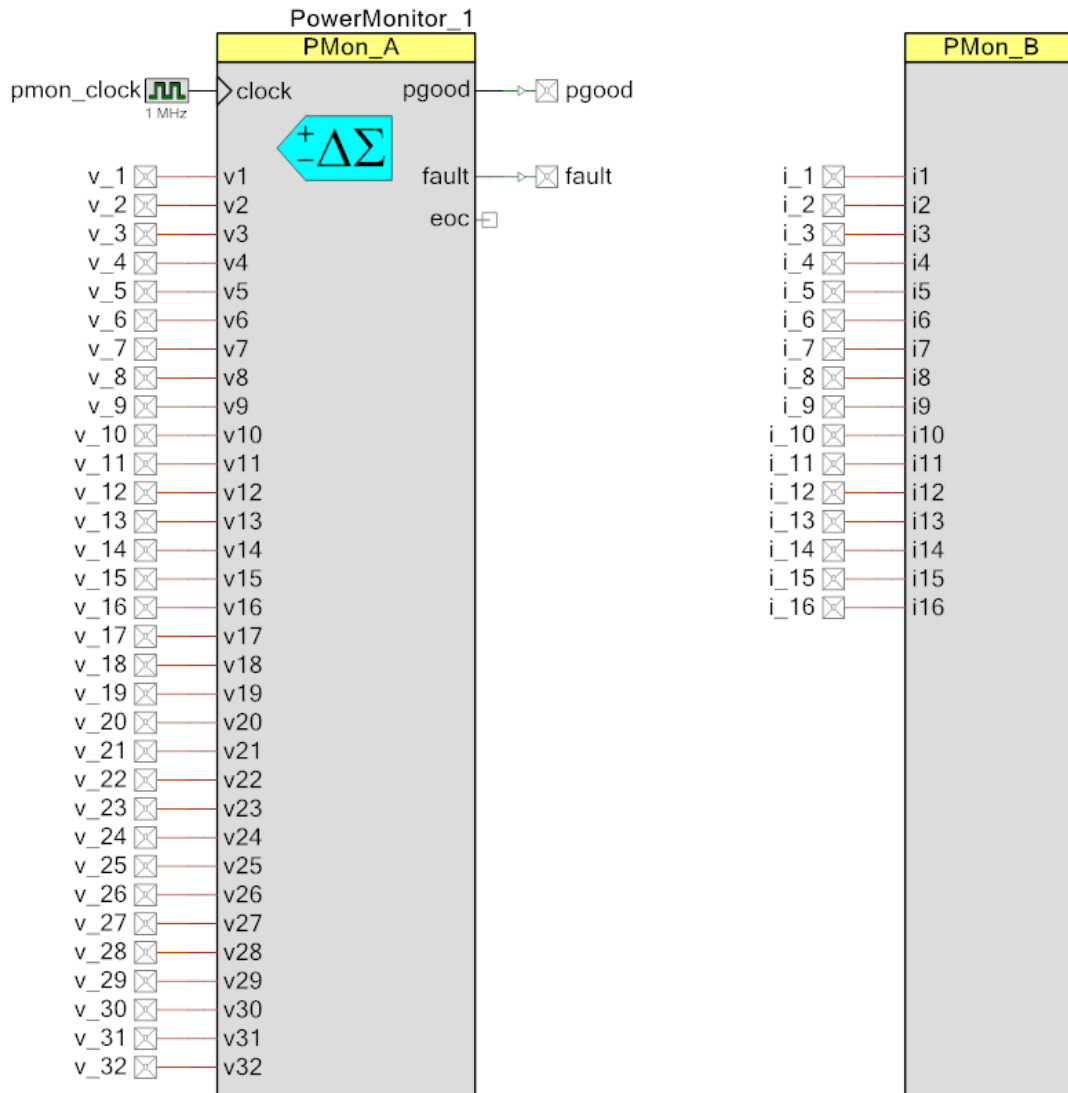 PowerMonitor_1
PMon_A
pmon_clock
1 MHz
clock
pgood
pgood
+
−
ΔΣ
fault
fault
eoc
v_1 v1
v_2 v2
v_3 v3
v_4 v4
v_5 v5
v_6 v6
v_7 v7
v_8 v8
v_9 v9
v_10 v10
v_11 v11
v_12 v12
v_13 v13
v_14 v14
v_15 v15
v_16 v16
v_17 v17
v_18 v18
v_19 v19
v_20 v20
v_21 v21
v_22 v22
v_23 v23
v_24 v24
v_25 v25
v_26 v26
v_27 v27
v_28 v28
v_29 v29
v_30 v30
v_31 v31
v_32 v32
PMon_B
i_1 i1
i_2 i2
i_3 i3
i_4 i4
i_5 i5
i_6 i6
i_7 i7
i_8 i8
i_9 i9
i_10 i10
i_11 i11
i_12 i12
i_13 i13
i_14 i14
i_15 i15
i_16 i16